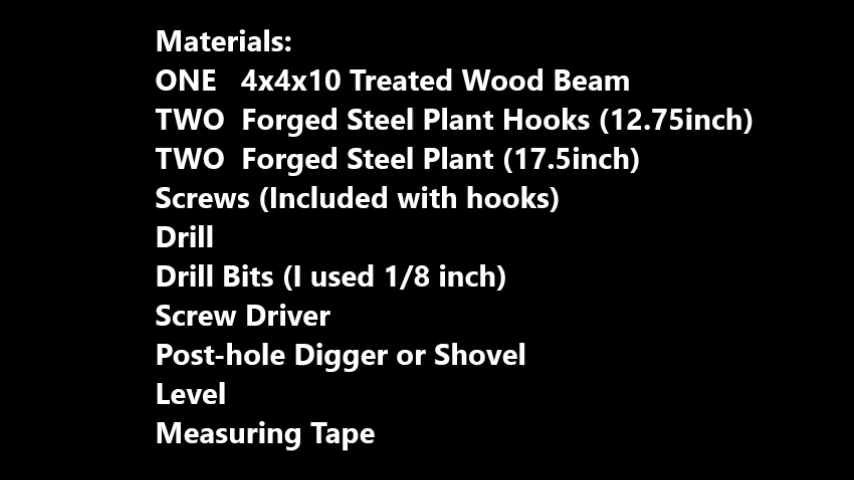 Materials:
ONE 4x4x10 Treated Wood Beam
TWO Forged Steel Plant Hooks (12.75inch)
TWO Forged Steel Plant (17.5inch)
Screws (Included with hooks)
Drill
Drill Bits (I used 1/8 inch)
Screw Driver
Post-hole Digger or Shovel
Level
Measuring Tape